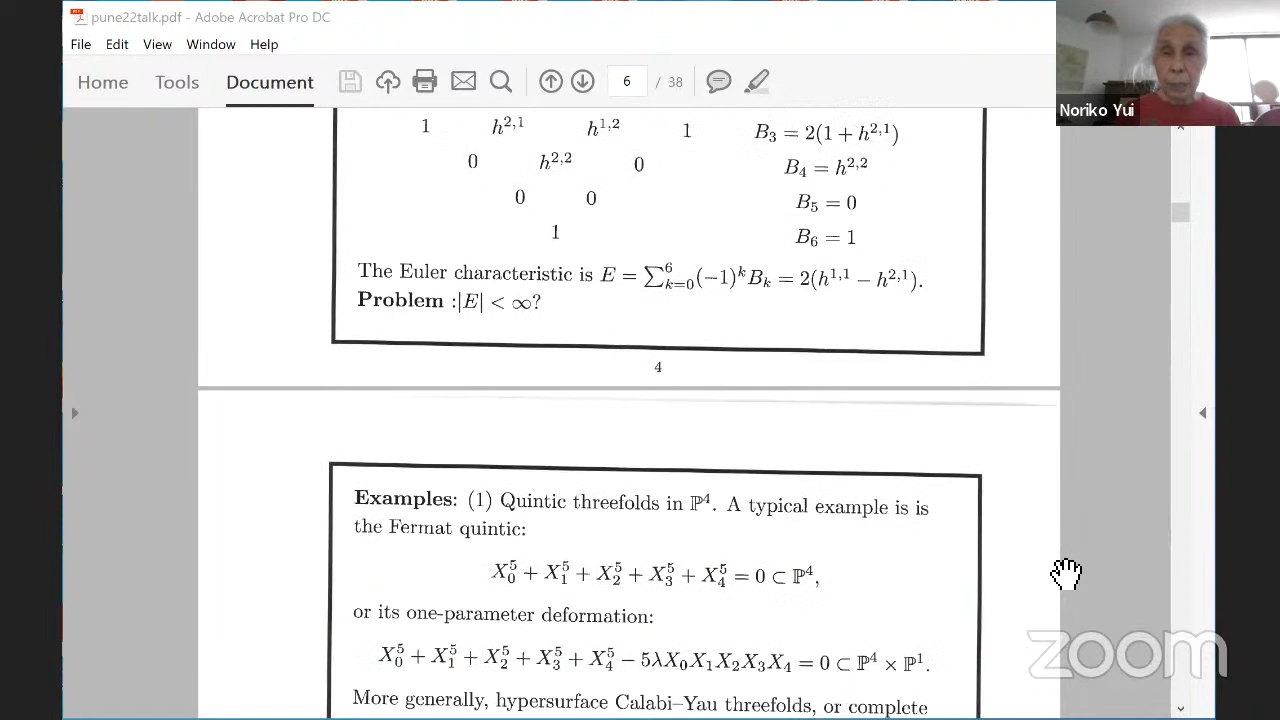 pune22talk.pdf - Adobe Acrobat Pro DC
File Edit View Window Help
Home Tools Document 6 / 38
Noriko Yui
1 h^{2,1} h^{1,2} 1 B_3 = 2(1 + h^{2,1})
0 h^{2,2} 0 B_4 = h^{2,2}
0 0 B_5 = 0
1 B_6 = 1
The Euler characteristic is E = \sum_{k=0}^{6}(-1)^k B_k = 2(h^{1,1} - h^{2,1}).
Problem :|E| < ∞?
4
Examples: (1) Quintic threefolds in ℙ^4. A typical example is is
the Fermat quintic:
X_0^5 + X_1^5 + X_2^5 + X_3^5 + X_4^5 = 0 ⊂ ℙ^4,
or its one-parameter deformation:
X_0^5 + X_1^5 + X_2^5 + X_3^5 + X_4^5 - 5λX_0X_1X_2X_3X_4 = 0 ⊂ ℙ^4 × ℙ^1.
More generally, hypersurface Calabi–Yau threefolds, or complete
zoom